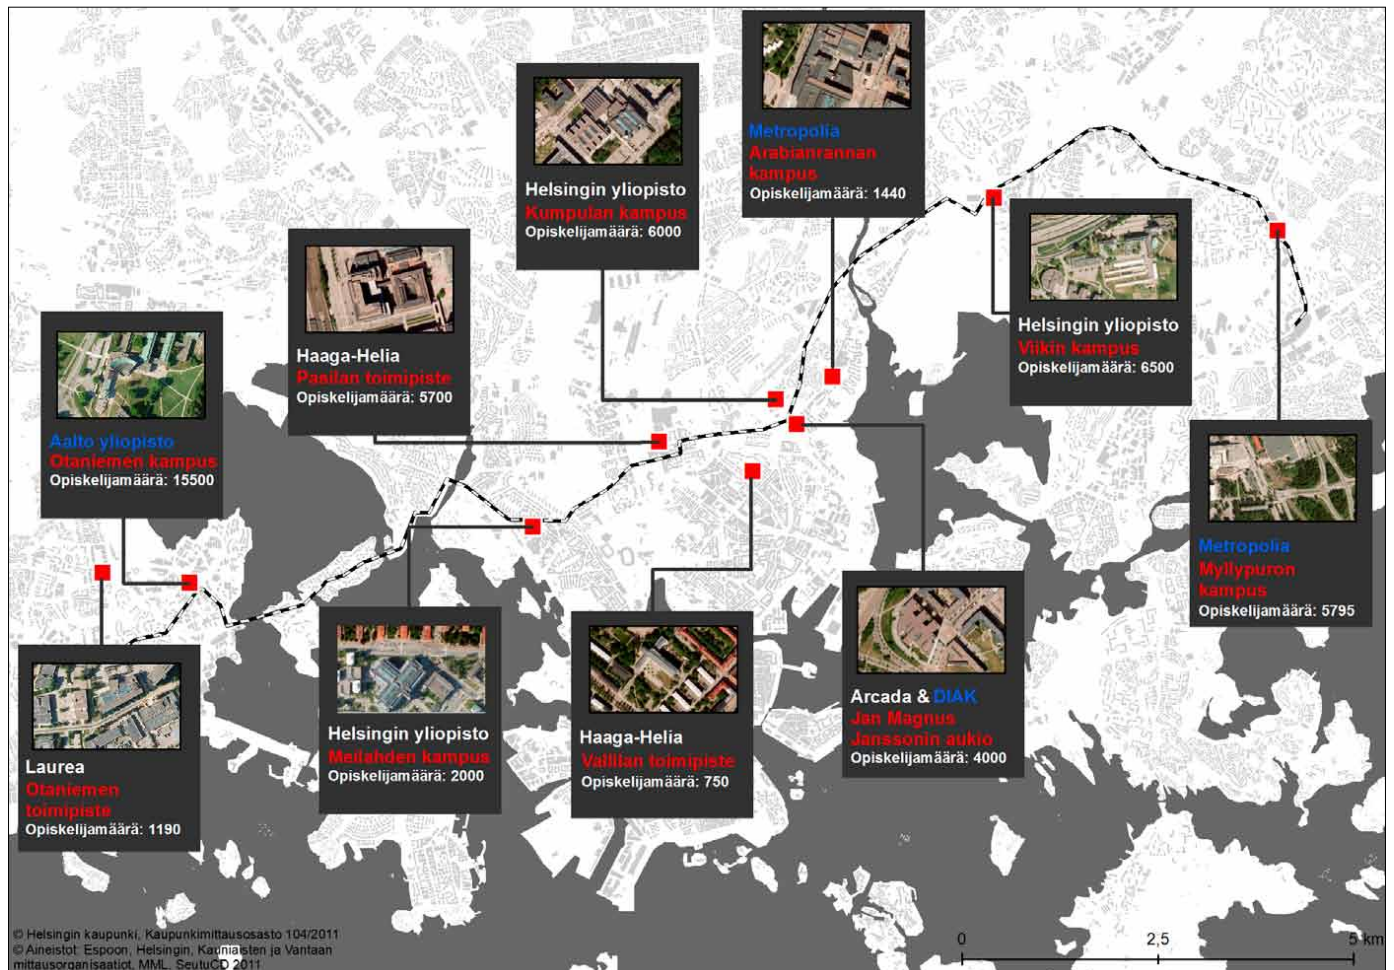 Metropolia
Arabianrannan
kampus
Opiskelijamäärä: 1440
Helsingin yliopisto
Kumpulan kampus
Opiskelijamäärä: 6000
Haaga-Helia
Pasilan toimipiste
Opiskelijamäärä: 5700
Helsingin yliopisto
Viikin kampus
Opiskelijamäärä: 6500
Aalto yliopisto
Otaniemen kampus
Opiskelijamäärä: 15500
Metropolia
Myllypuron
kampus
Opiskelijamäärä: 5795
Laurea
Otaniemen
toimipiste
Opiskelijamäärä: 1190
Helsingin yliopisto
Meilahden kampus
Opiskelijamäärä: 2000
Haaga-Helia
Vallilan toimipiste
Opiskelijamäärä: 750
Arcada & DIAK
Jan Magnus
Janssonin aukio
Opiskelijamäärä: 4000
© Helsingin kaupunki, Kaupunkimittausosasto 104/2011
© Aineistot: Espoon, Helsingin, Kauniaisten ja Vantaan
mittausorganisaatiot, MML, SeutuCD 2011
0 2,5 5 km